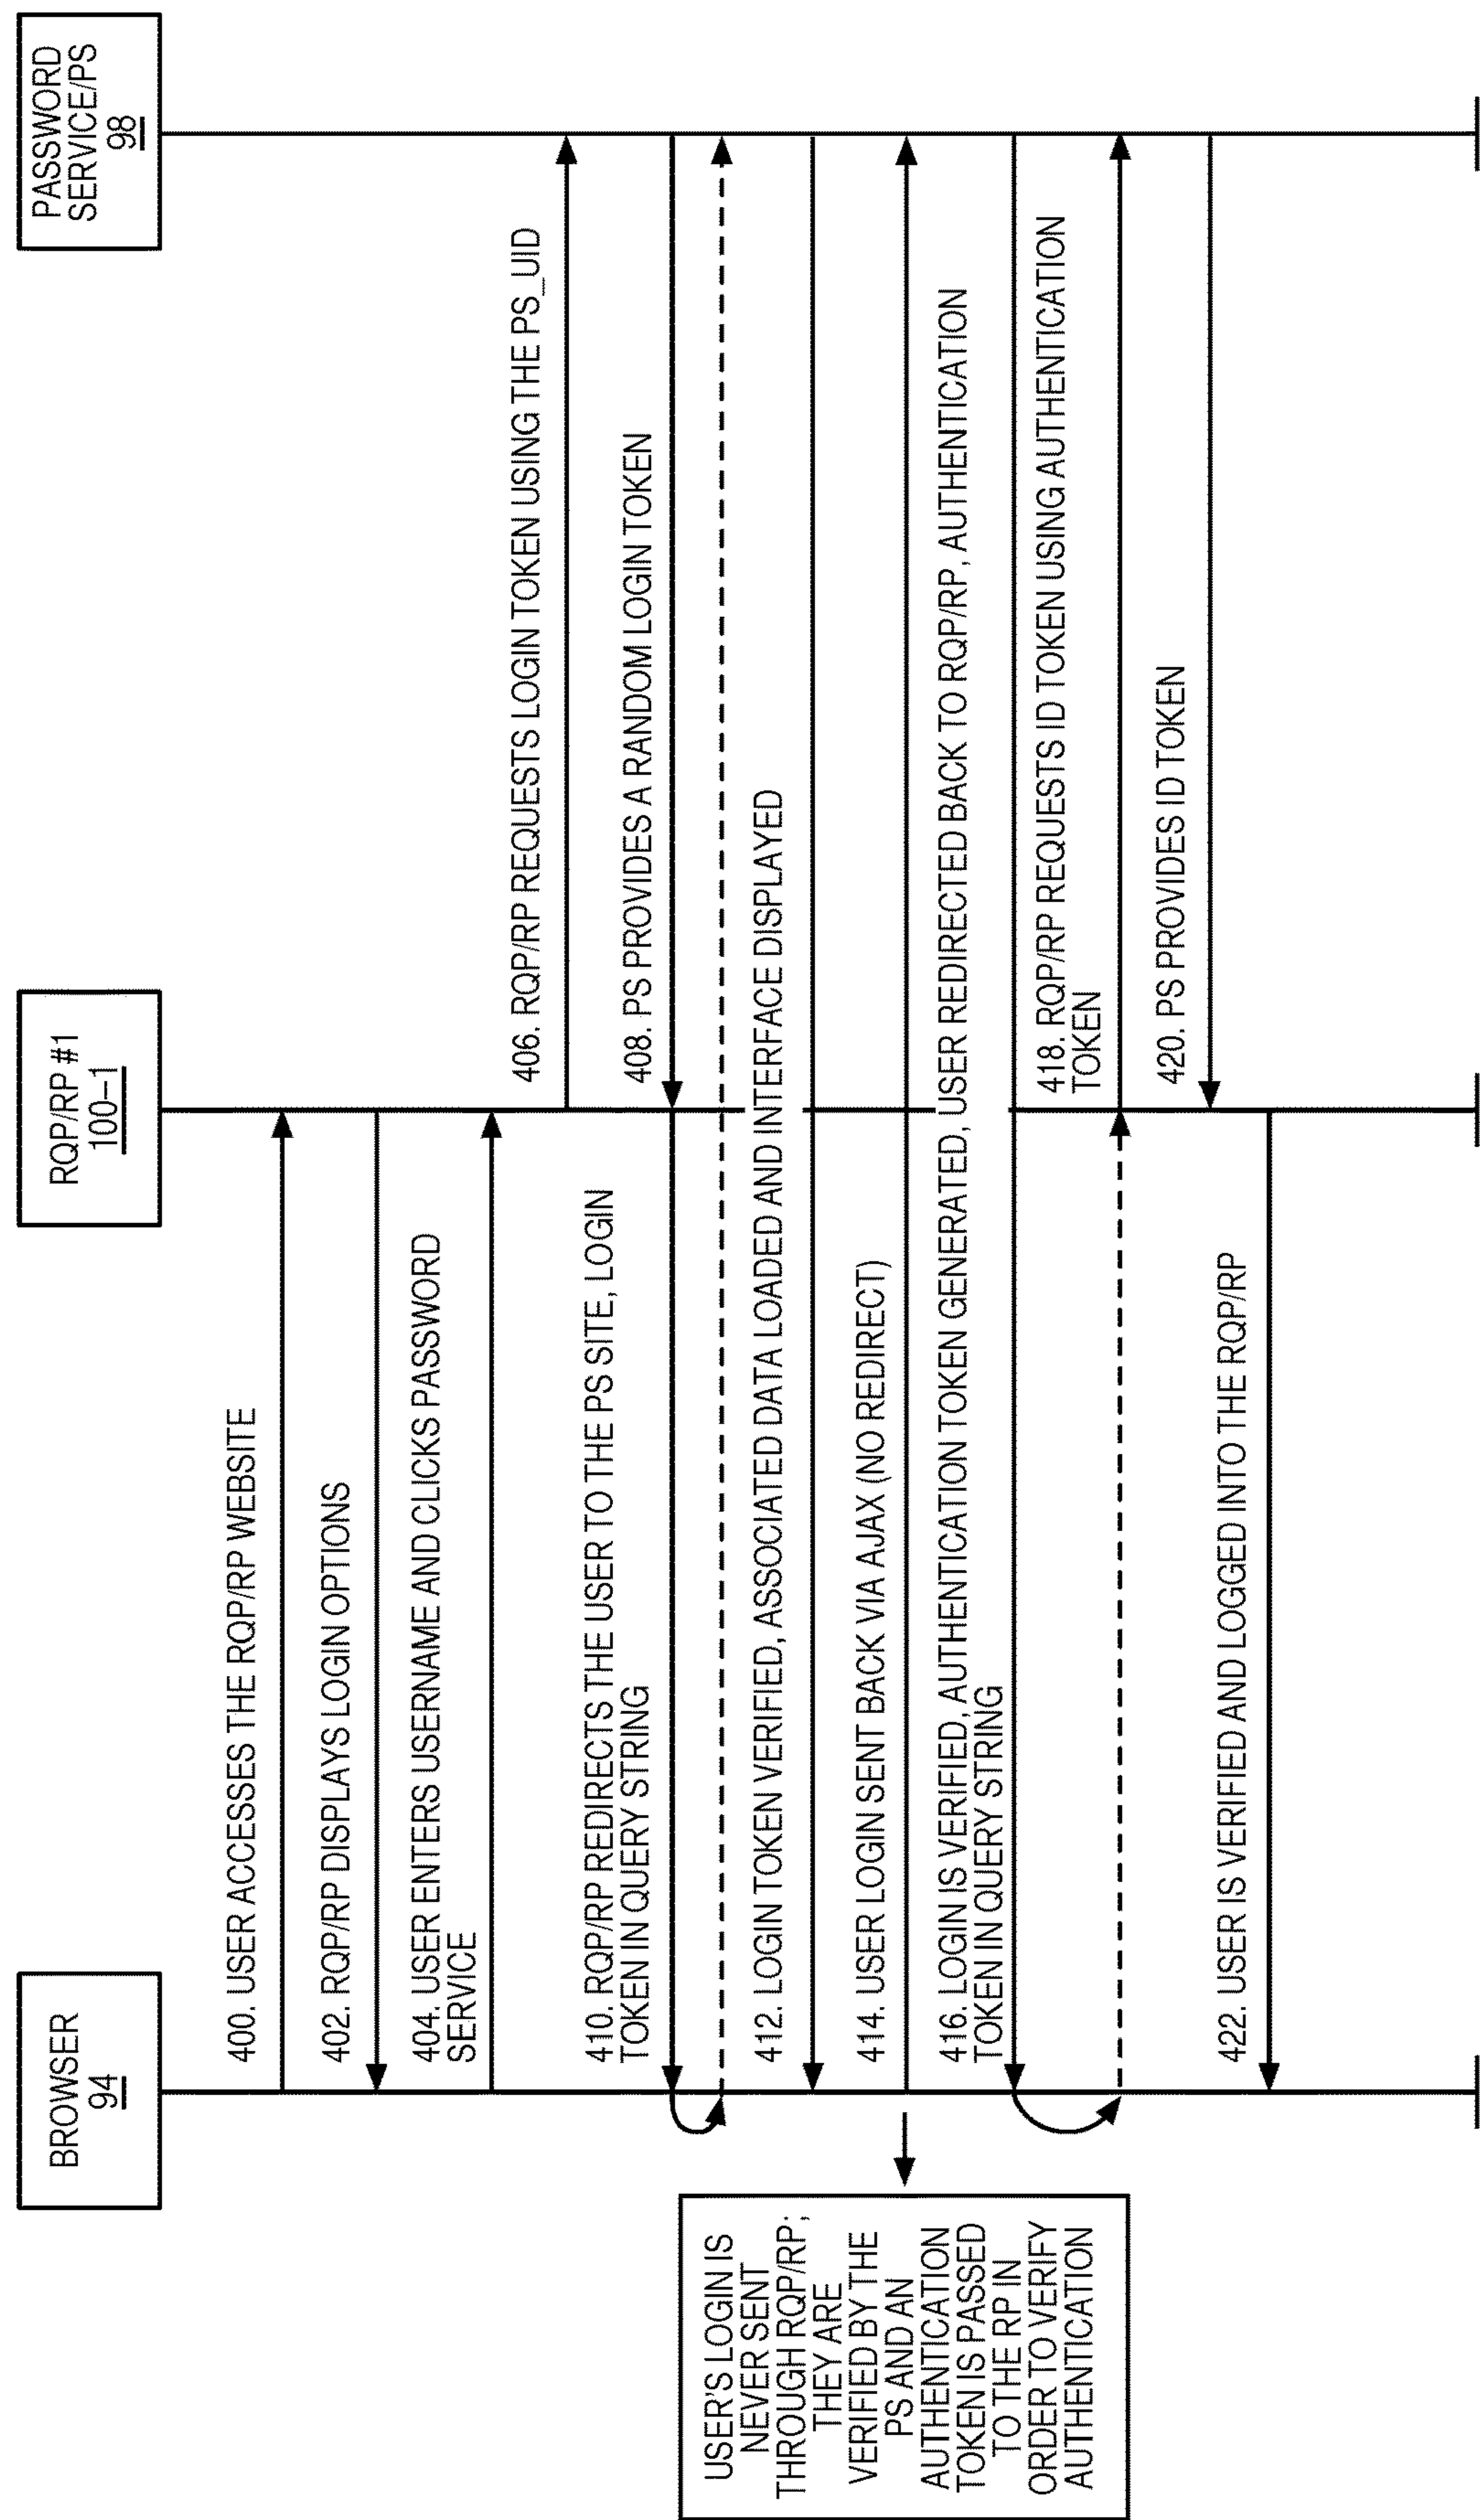 BROWSER
94
RQP/RP #1
100–1
PASSWORD
SERVICE/PS
98
400. USER ACCESSES THE RQP/RP WEBSITE
402. RQP/RP DISPLAYS LOGIN OPTIONS
404. USER ENTERS USERNAME AND CLICKS PASSWORD
SERVICE
406. RQP/RP REQUESTS LOGIN TOKEN USING THE PS_UID
408. PS PROVIDES A RANDOM LOGIN TOKEN
410. RQP/RP REDIRECTS THE USER TO THE PS SITE, LOGIN
TOKEN IN QUERY STRING
412. LOGIN TOKEN VERIFIED, ASSOCIATED DATA LOADED AND INTERFACE DISPLAYED
414. USER LOGIN SENT BACK VIA AJAX (NO REDIRECT)
416. LOGIN IS VERIFIED, AUTHENTICATION TOKEN GENERATED, USER REDIRECTED BACK TO RQP/RP, AUTHENTICATION
TOKEN IN QUERY STRING
418. RQP/RP REQUESTS ID TOKEN USING AUTHENTICATION
TOKEN
420. PS PROVIDES ID TOKEN
422. USER IS VERIFIED AND LOGGED INTO THE RQP/RP
USER'S LOGIN IS
NEVER SENT
THROUGH RQP/RP;
THEY ARE
VERIFIED BY THE
PS AND AN
AUTHENTICATION
TOKEN IS PASSED
TO THE RP IN
ORDER TO VERIFY
AUTHENTICATION